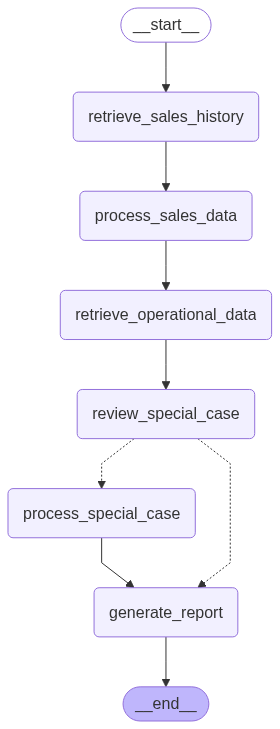 __start__
retrieve_sales_history
process_sales_data
retrieve_operational_data
review_special_case
process_special_case
generate_report
__end__